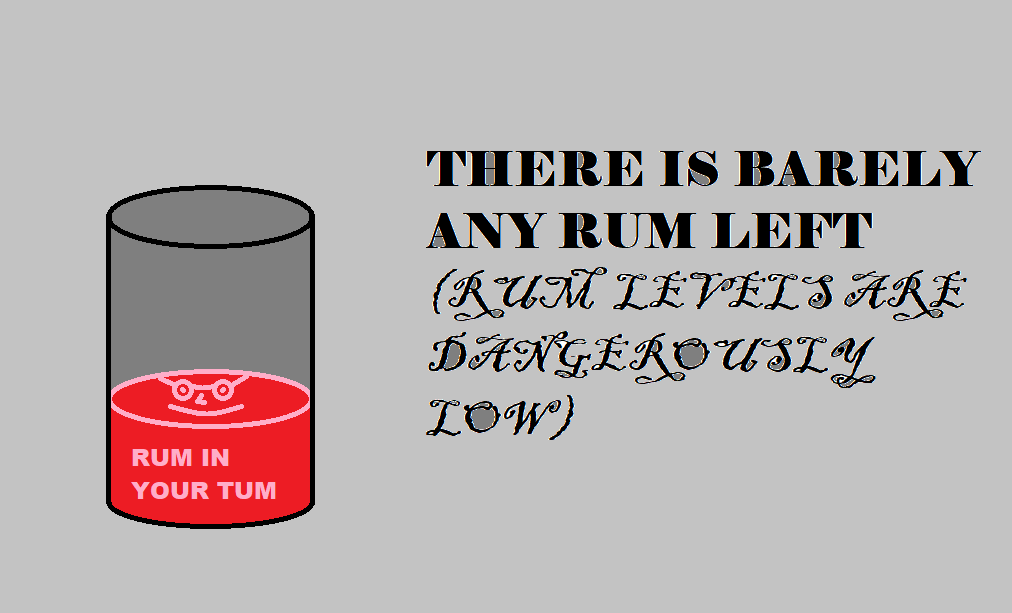 THERE IS BARELY
ANY RUM LEFT
(RUM LEVELS ARE
DANGEROUSLY
LOW)
RUM IN
YOUR TUM